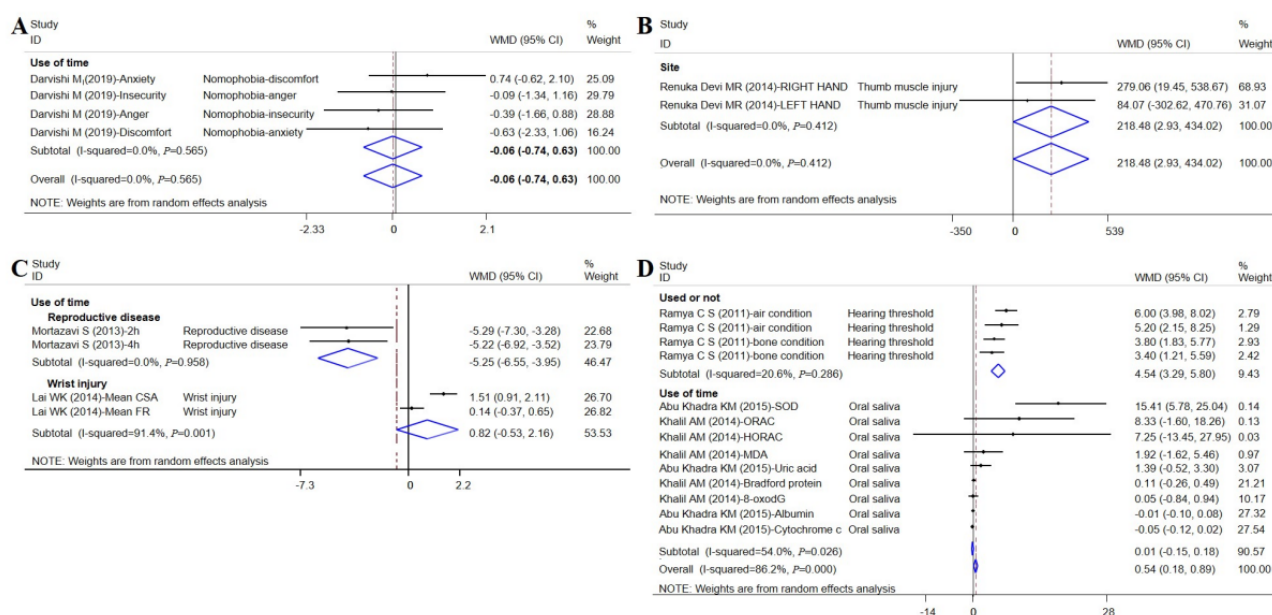 A
Study
ID
WMD (95% CI)
%
Weight
Use of time
Darvishi M,(2019)-Anxiety Nomophobia-discomfort 0.74 (-0.62, 2.10) 25.09
Darvishi M (2019)-Insecurity Nomophobia-anger -0.09 (-1.34, 1.16) 29.79
Darvishi M (2019)-Anger Nomophobia-insecurity -0.39 (-1.66, 0.88) 28.88
Darvishi M (2019)-Discomfort Nomophobia-anxiety -0.63 (-2.33, 1.06) 16.24
Subtotal (I-squared=0.0%, P=0.565) -0.06 (-0.74, 0.63) 100.00
Overall (I-squared=0.0%, P=0.565) -0.06 (-0.74, 0.63) 100.00
NOTE: Weights are from random effects analysis
-2.33 0 2.1
B
Study
ID
WMD (95% CI)
%
Weight
Site
Renuka Devi MR (2014)-RIGHT HAND Thumb muscle injury 279.06 (19.45, 538.67) 68.93
Renuka Devi MR (2014)-LEFT HAND Thumb muscle injury 84.07 (-302.62, 470.76) 31.07
Subtotal (I-squared=0.0%, P=0.412) 218.48 (2.93, 434.02) 100.00
Overall (I-squared=0.0%, P=0.412) 218.48 (2.93, 434.02) 100.00
NOTE: Weights are from random effects analysis
-350 0 539
C
Study
ID
WMD (95% CI)
%
Weight
Use of time
Reproductive disease
Mortazavi S (2013)-2h Reproductive disease -5.29 (-7.30, -3.28) 22.68
Mortazavi S (2013)-4h Reproductive disease -5.22 (-6.92, -3.52) 23.79
Subtotal (I-squared=0.0%, P=0.958) -5.25 (-6.55, -3.95) 46.47
Wrist injury
Lai WK (2014)-Mean CSA Wrist injury 1.51 (0.91, 2.11) 26.70
Lai WK (2014)-Mean FR Wrist injury 0.14 (-0.37, 0.65) 26.82
Subtotal (I-squared=91.4%, P=0.001) 0.82 (-0.53, 2.16) 53.53
NOTE: Weights are from random effects analysis
-7.3 0 2.2
D
Study
ID
WMD (95% CI)
%
Weight
Used or not
Ramya C S (2011)-air condition Hearing threshold 6.00 (3.98, 8.02) 2.79
Ramya C S (2011)-air condition Hearing threshold 5.20 (2.15, 8.25) 1.29
Ramya C S (2011)-bone condition Hearing threshold 3.80 (1.83, 5.77) 2.93
Ramya C S (2011)-bone condition Hearing threshold 3.40 (1.21, 5.59) 2.42
Subtotal (I-squared=20.6%, P=0.286) 4.54 (3.29, 5.80) 9.43
Use of time
Abu Khadra KM (2015)-SOD Oral saliva 15.41 (5.78, 25.04) 0.14
Khalil AM (2014)-ORAC Oral saliva 8.33 (-1.60, 18.26) 0.13
Khalil AM (2014)-HORAC Oral saliva 7.25 (-13.45, 27.95) 0.03
Khalil AM (2014)-MDA Oral saliva 1.92 (-1.62, 5.46) 0.97
Abu Khadra KM (2015)-Uric acid Oral saliva 1.39 (-0.52, 3.30) 3.07
Khalil AM (2014)-Bradford protein Oral saliva 0.11 (-0.26, 0.49) 21.21
Khalil AM (2014)-8-oxodG Oral saliva 0.05 (-0.84, 0.94) 10.17
Abu Khadra KM (2015)-Albumin Oral saliva -0.01 (-0.10, 0.08) 27.32
Abu Khadra KM (2015)-Cytochrome c Oral saliva -0.05 (-0.12, 0.02) 27.54
Subtotal (I-squared=54.0%, P=0.026) 0.01 (-0.15, 0.18) 90.57
Overall (I-squared=86.2%, P=0.000) 0.54 (0.18, 0.89) 100.00
NOTE: Weights are from random effects analysis
-14 0 28